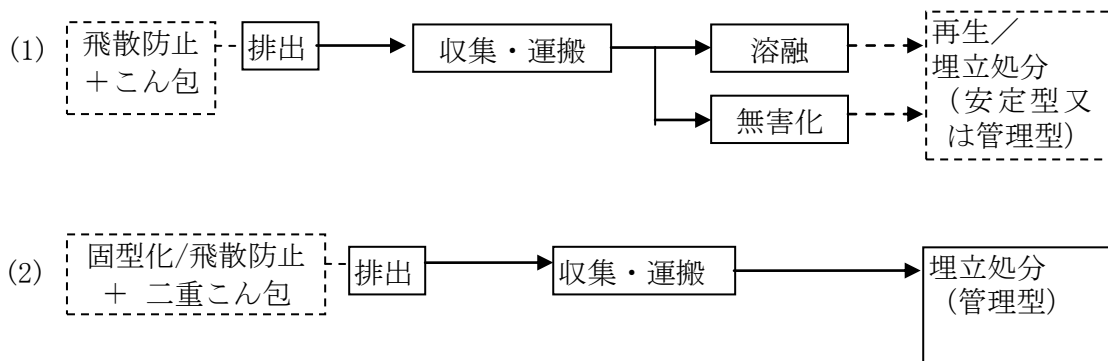 (1)
飛散防止
＋こん包
排出
収集・運搬
溶融
無害化
再生／
埋立処分
（安定型又
は管理型）
(2)
固型化/飛散防止
＋ 二重こん包
排出
収集・運搬
埋立処分
（管理型）